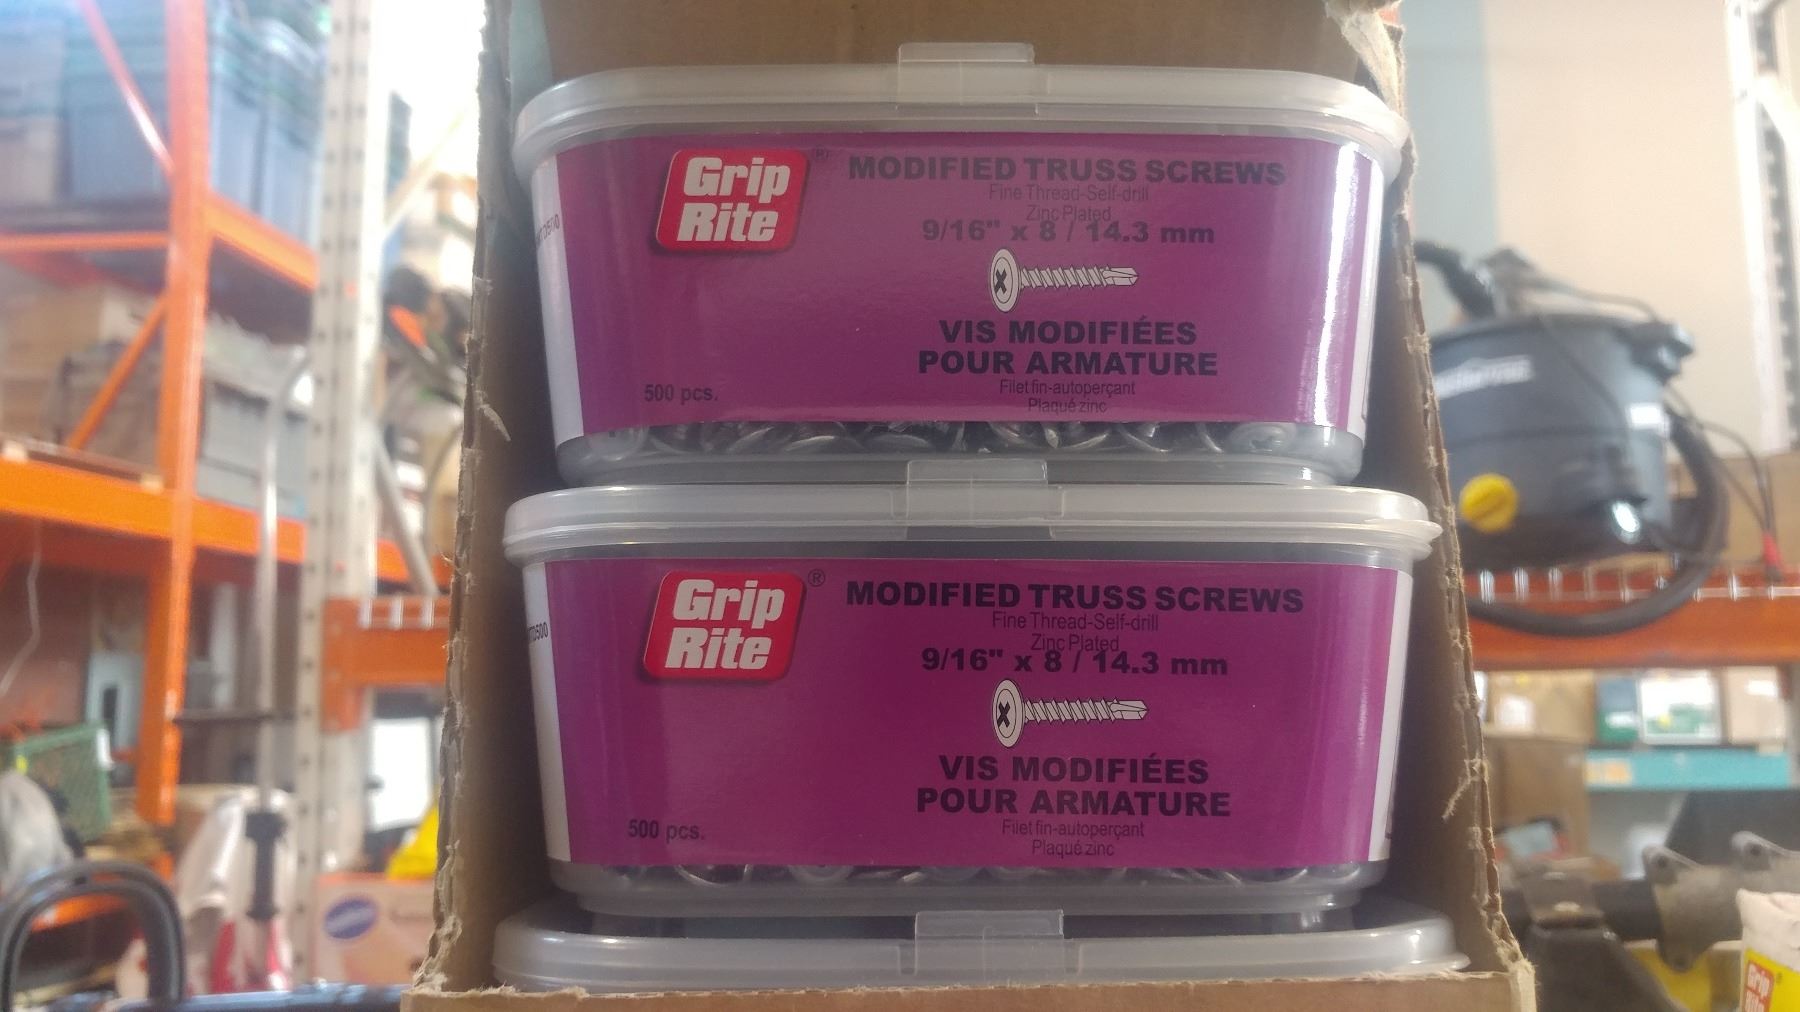 Grip
Rite
®
MODIFIED TRUSS SCREWS
Fine Thread-Self-drill
Zinc Plated
9/16" x 8 / 14.3 mm
VIS MODIFIÉES
POUR ARMATURE
Filet fin-autoperçant
Plaqué zinc
500 pcs.
Grip
Rite
®
MODIFIED TRUSS SCREWS
Fine Thread-Self-drill
Zinc Plated
9/16" x 8 / 14.3 mm
VIS MODIFIÉES
POUR ARMATURE
Filet fin-autoperçant
Plaqué zinc
500 pcs.
Grip
Rite